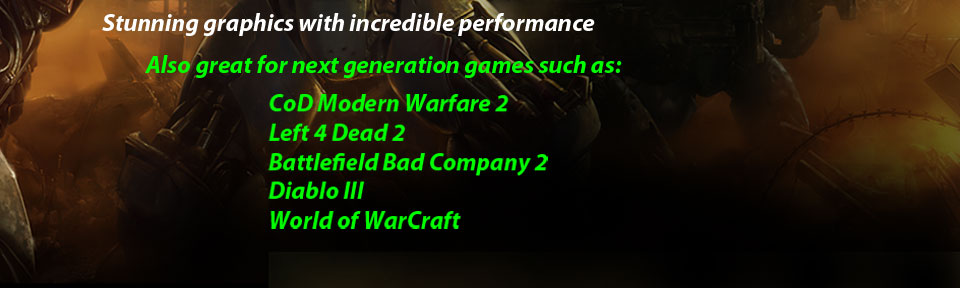 Stunning graphics with incredible performance
Also great for next generation games such as:
CoD Modern Warfare 2
Left 4 Dead 2
Battlefield Bad Company 2
Diablo III
World of WarCraft